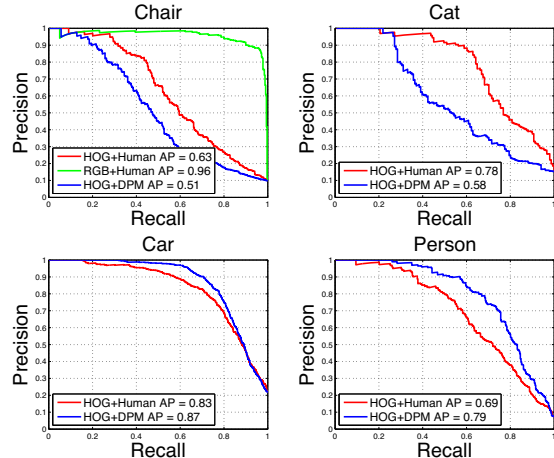 Chair
Precision
1
0.9
0.8
0.7
0.6
0.5
0.4
0.3
0.2
0.1
0
HOG+Human AP = 0.63
RGB+Human AP = 0.96
HOG+DPM AP = 0.51
0 0.2 0.4 0.6 0.8 1
Recall
Cat
Precision
1
0.9
0.8
0.7
0.6
0.5
0.4
0.3
0.2
0.1
0
HOG+Human AP = 0.78
HOG+DPM AP = 0.58
0 0.2 0.4 0.6 0.8 1
Recall
Car
Precision
1
0.9
0.8
0.7
0.6
0.5
0.4
0.3
0.2
0.1
0
HOG+Human AP = 0.83
HOG+DPM AP = 0.87
0 0.2 0.4 0.6 0.8 1
Recall
Person
Precision
1
0.9
0.8
0.7
0.6
0.5
0.4
0.3
0.2
0.1
0
HOG+Human AP = 0.69
HOG+DPM AP = 0.79
0 0.2 0.4 0.6 0.8 1
Recall